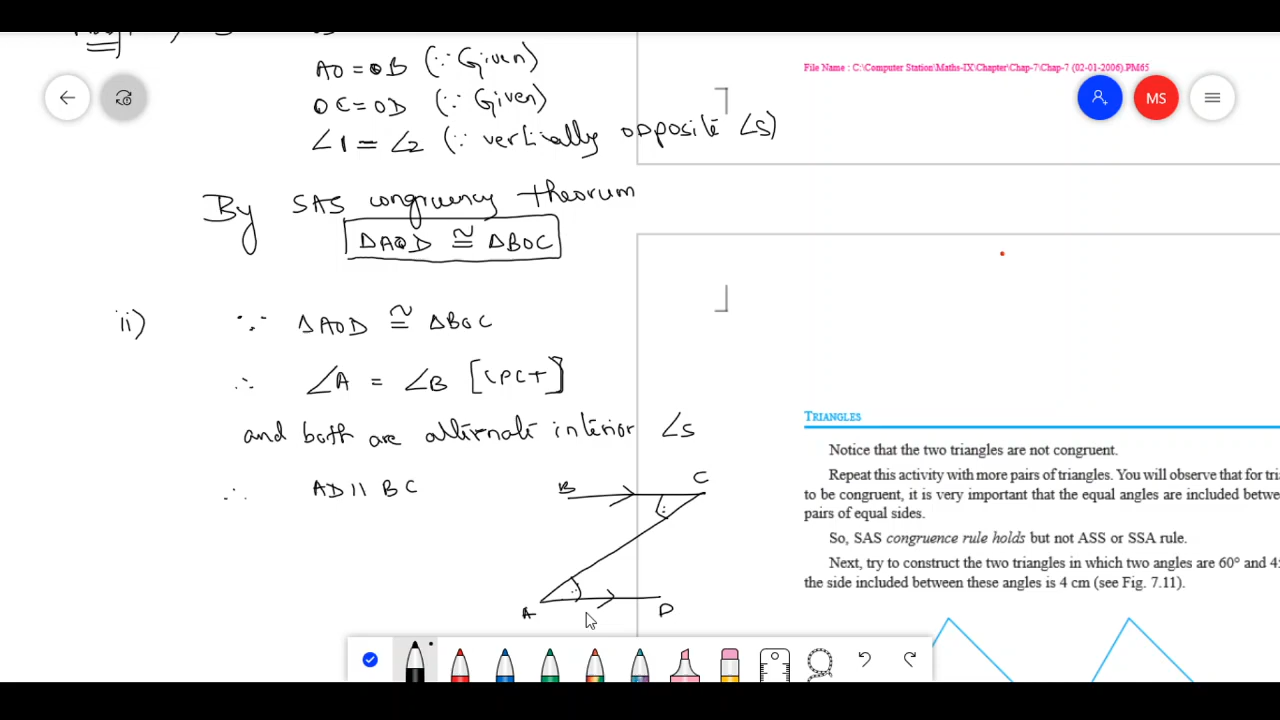 AO = OB (∵ Given)
OC = OD (∵ Given)
∠1 = ∠2 (∵ vertically opposite ∠s)
By SAS congruency theorum
△AOD ≅ △BOC
ii) ∵ △AOD ≅ △BOC
∴ ∠A = ∠B [CPCT]
and both are alternate interior ∠s
∴ AD || BC
B C
A D
File Name : C:\Computer Station\Maths-IX\Chapter\Chap-7\Chap-7 (02-01-2006).PM65
MS
TRIANGLES
Notice that the two triangles are not congruent.
Repeat this activity with more pairs of triangles. You will observe that for tri
to be congruent, it is very important that the equal angles are included betwe
pairs of equal sides.
So, SAS congruence rule holds but not ASS or SSA rule.
Next, try to construct the two triangles in which two angles are 60° and 4
the side included between these angles is 4 cm (see Fig. 7.11).